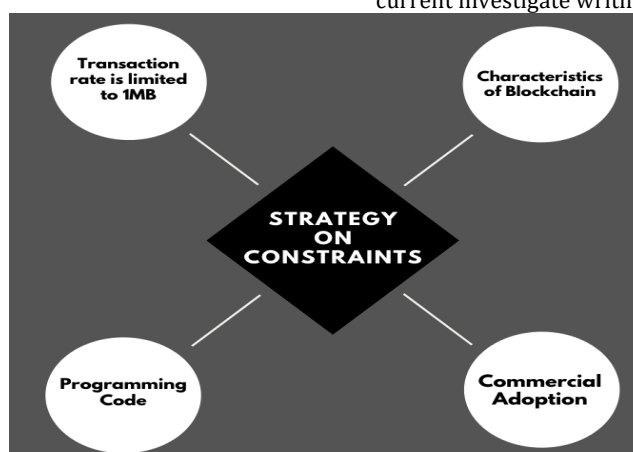 current investigate writin
Transaction
rate is limited
to 1MB
Characteristics
of Blockchain
STRATEGY
ON
CONSTRAINTS
Programming
Code
Commercial
Adoption